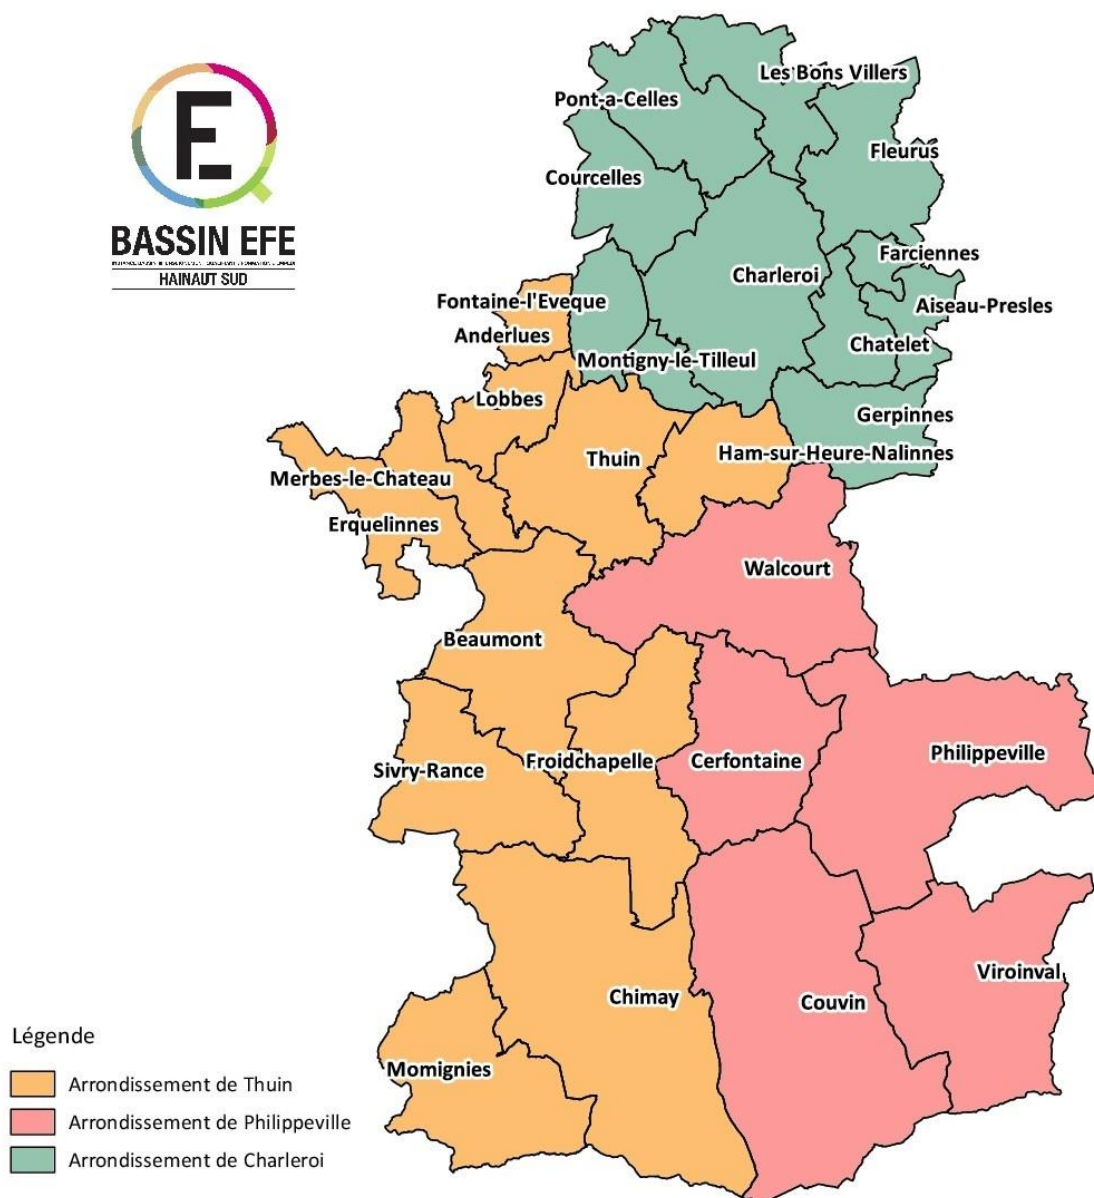 BASSIN EFE
HAINAUT SUD
Les Bons Villers
Pont-a-Celles
Fleurus
Courcelles
Farciennes
Charleroi
Fontaine-l'Eveque
Aiseau-Presles
Anderlues
Chatelet
Montigny-le-Tilleul
Lobbes
Gerpinnes
Ham-sur-Heure-Nalinnes
Thuin
Merbes-le-Chateau
Erquelinnes
Walcourt
Beaumont
Philippeville
Froidchapelle
Cerfontaine
Sivry-Rance
Viroinval
Chimay
Couvin
Momignies
Légende
Arrondissement de Thuin
Arrondissement de Philippeville
Arrondissement de Charleroi